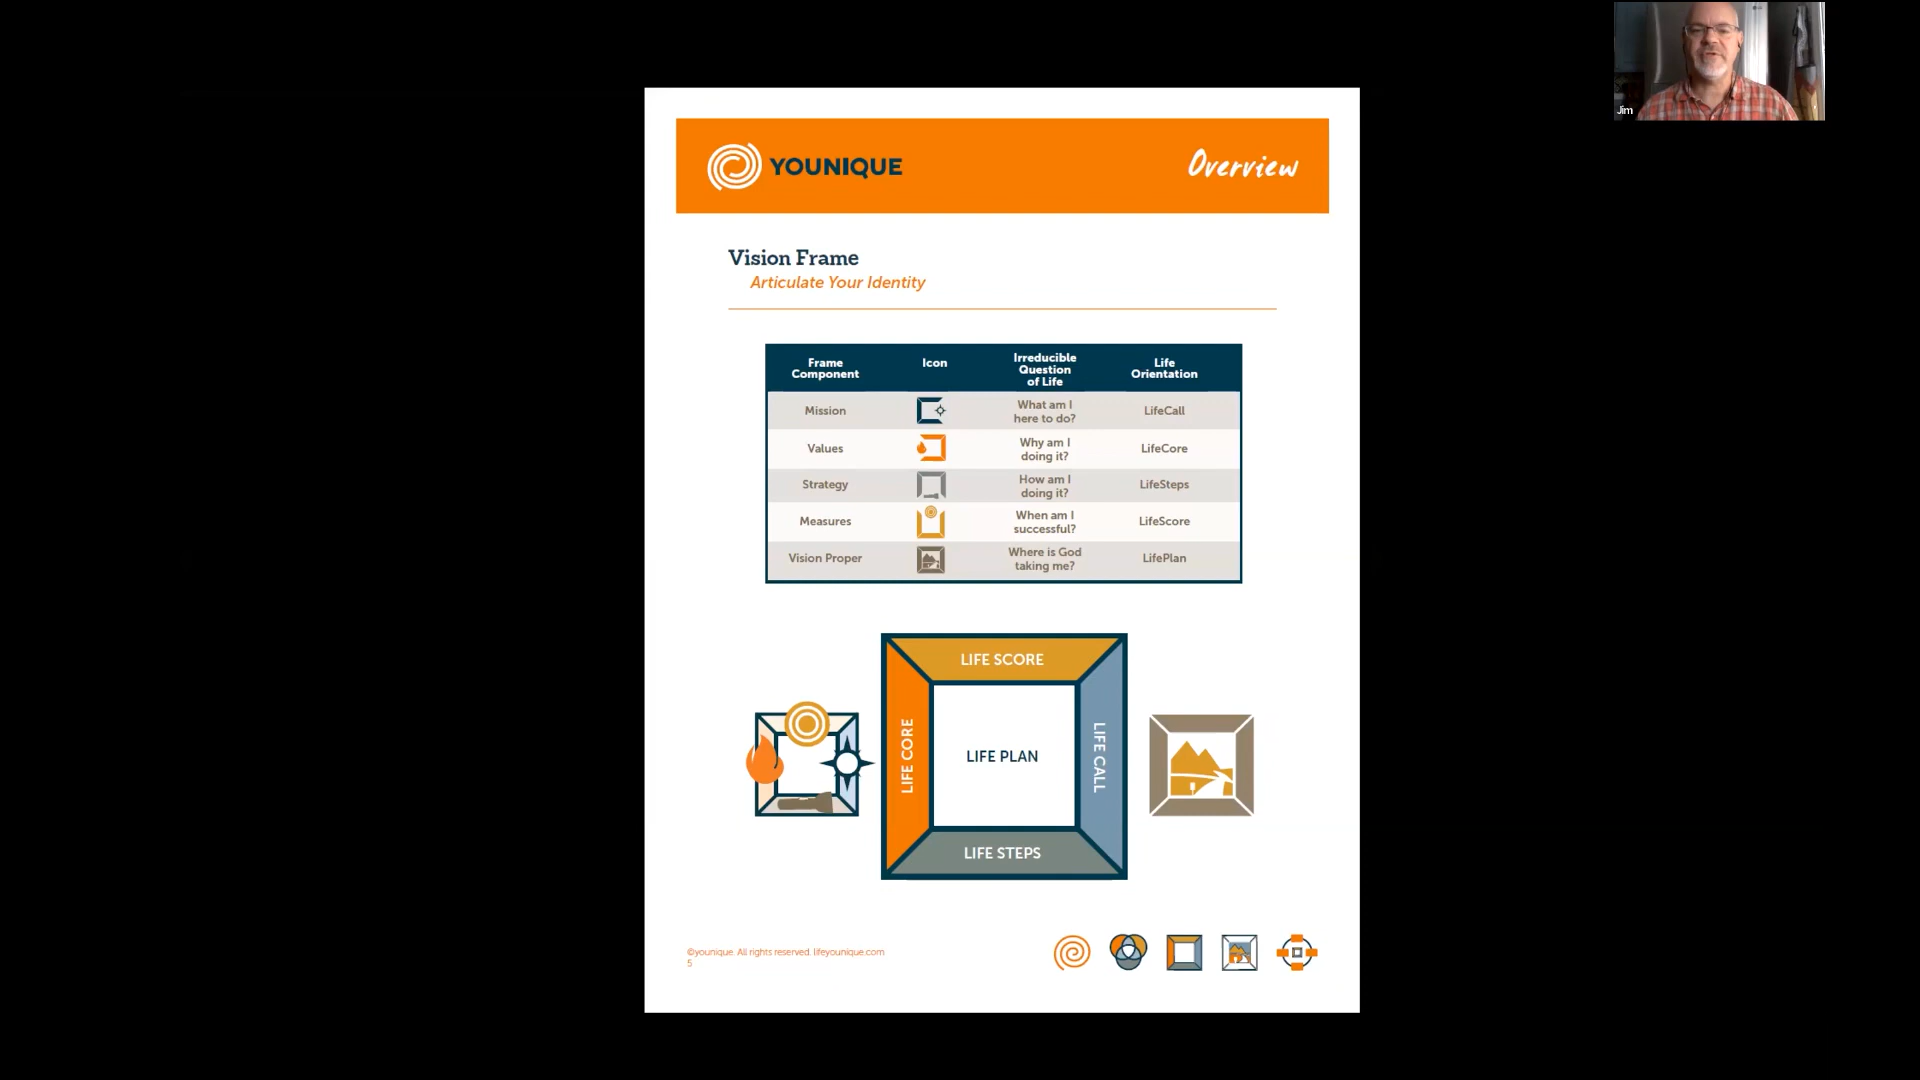 Jim
YOUNIQUE
Overview
Vision Frame
Articulate Your Identity
Frame
Component
Icon
Irreducible
Question
of Life
Life
Orientation
Mission
What am I
here to do?
LifeCall
Values
Why am I
doing it?
LifeCore
Strategy
How am I
doing it?
LifeSteps
Measures
When am I
successful?
LifeScore
Vision Proper
Where is God
taking me?
LifePlan
LIFE SCORE
LIFE CORE
LIFE PLAN
LIFE CALL
LIFE STEPS
©younique. All rights reserved. lifeyounique.com
5